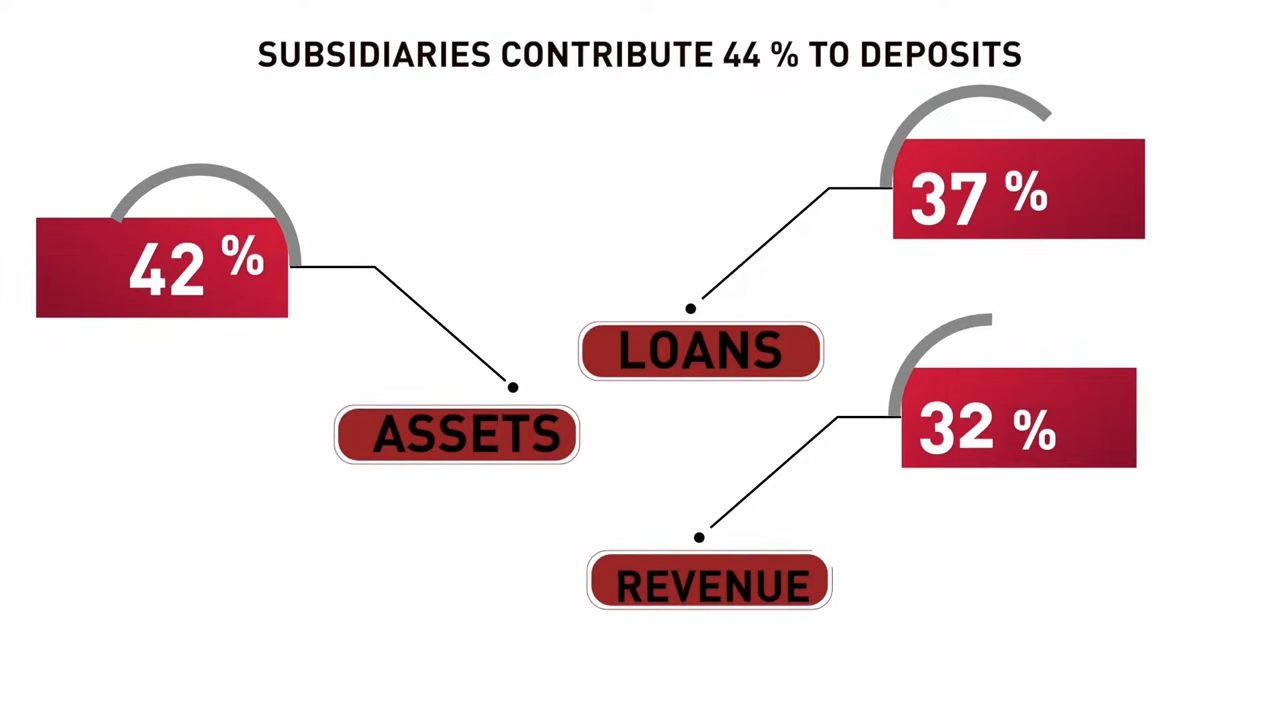 SUBSIDIARIES CONTRIBUTE 44 % TO DEPOSITS
42 %
ASSETS
37 %
LOANS
32 %
REVENUE